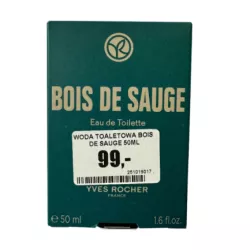 BOIS DE SAUGE
Eau de Toilette
WODA TOALETOWA BOIS
DE SAUGE 50ML
99,-
251019017
YVES ROCHER
FRANCE
e 50 ml 1.6 fl.oz.